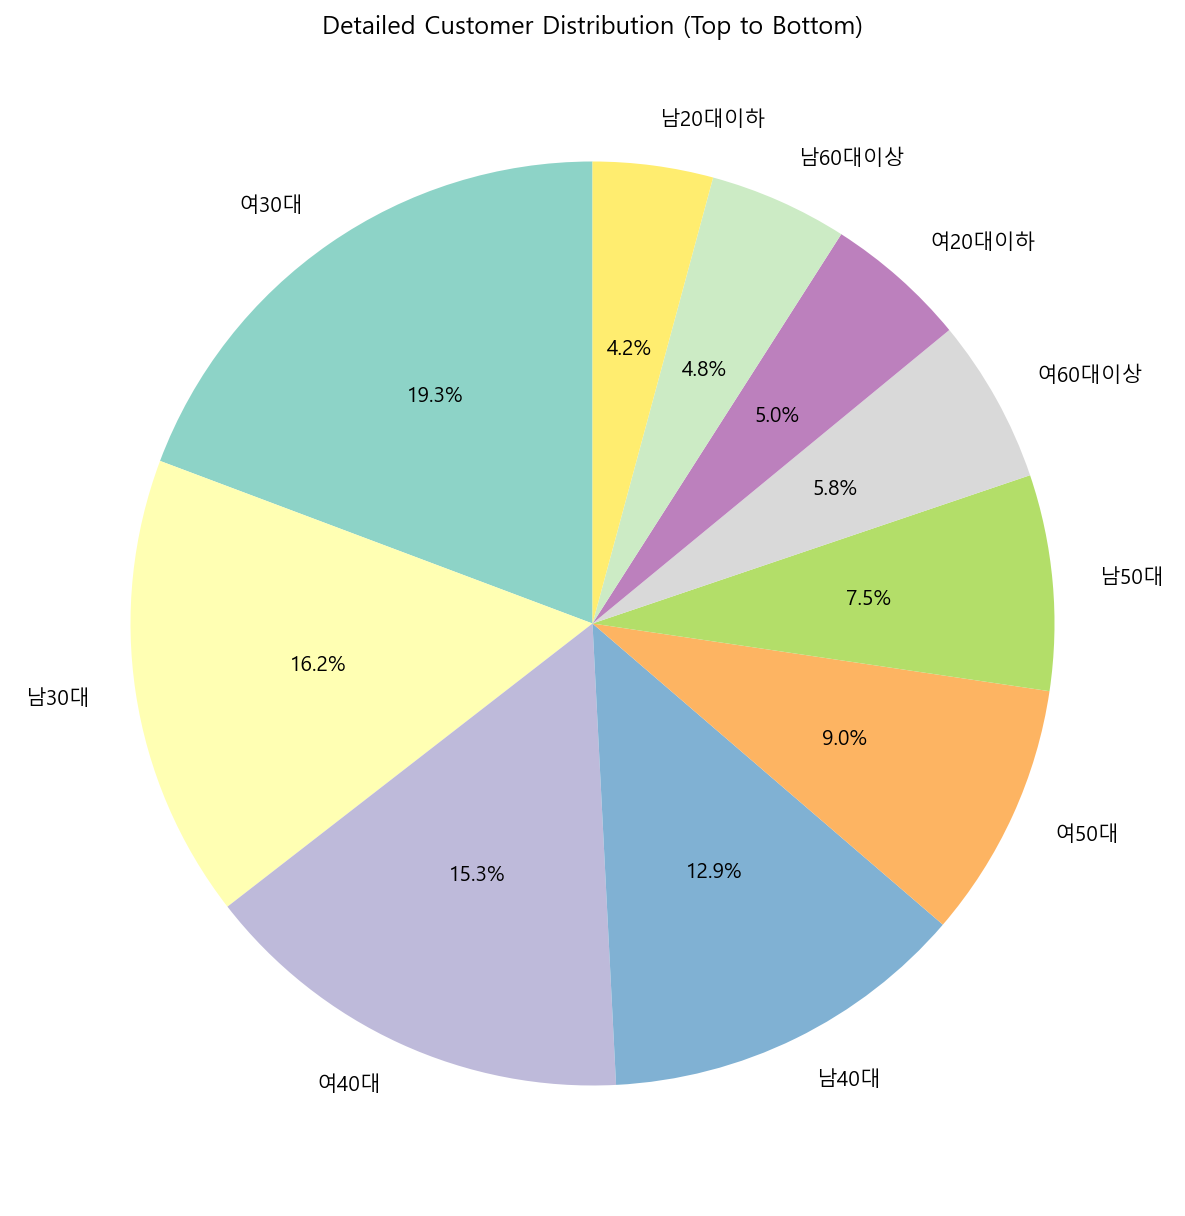 Detailed Customer Distribution (Top to Bottom)
남20대이하
남60대이상
여30대
여20대이하
4.2%
4.8%
여60대이상
19.3%
5.0%
5.8%
남50대
7.5%
16.2%
남30대
9.0%
여50대
15.3%
12.9%
여40대
남40대